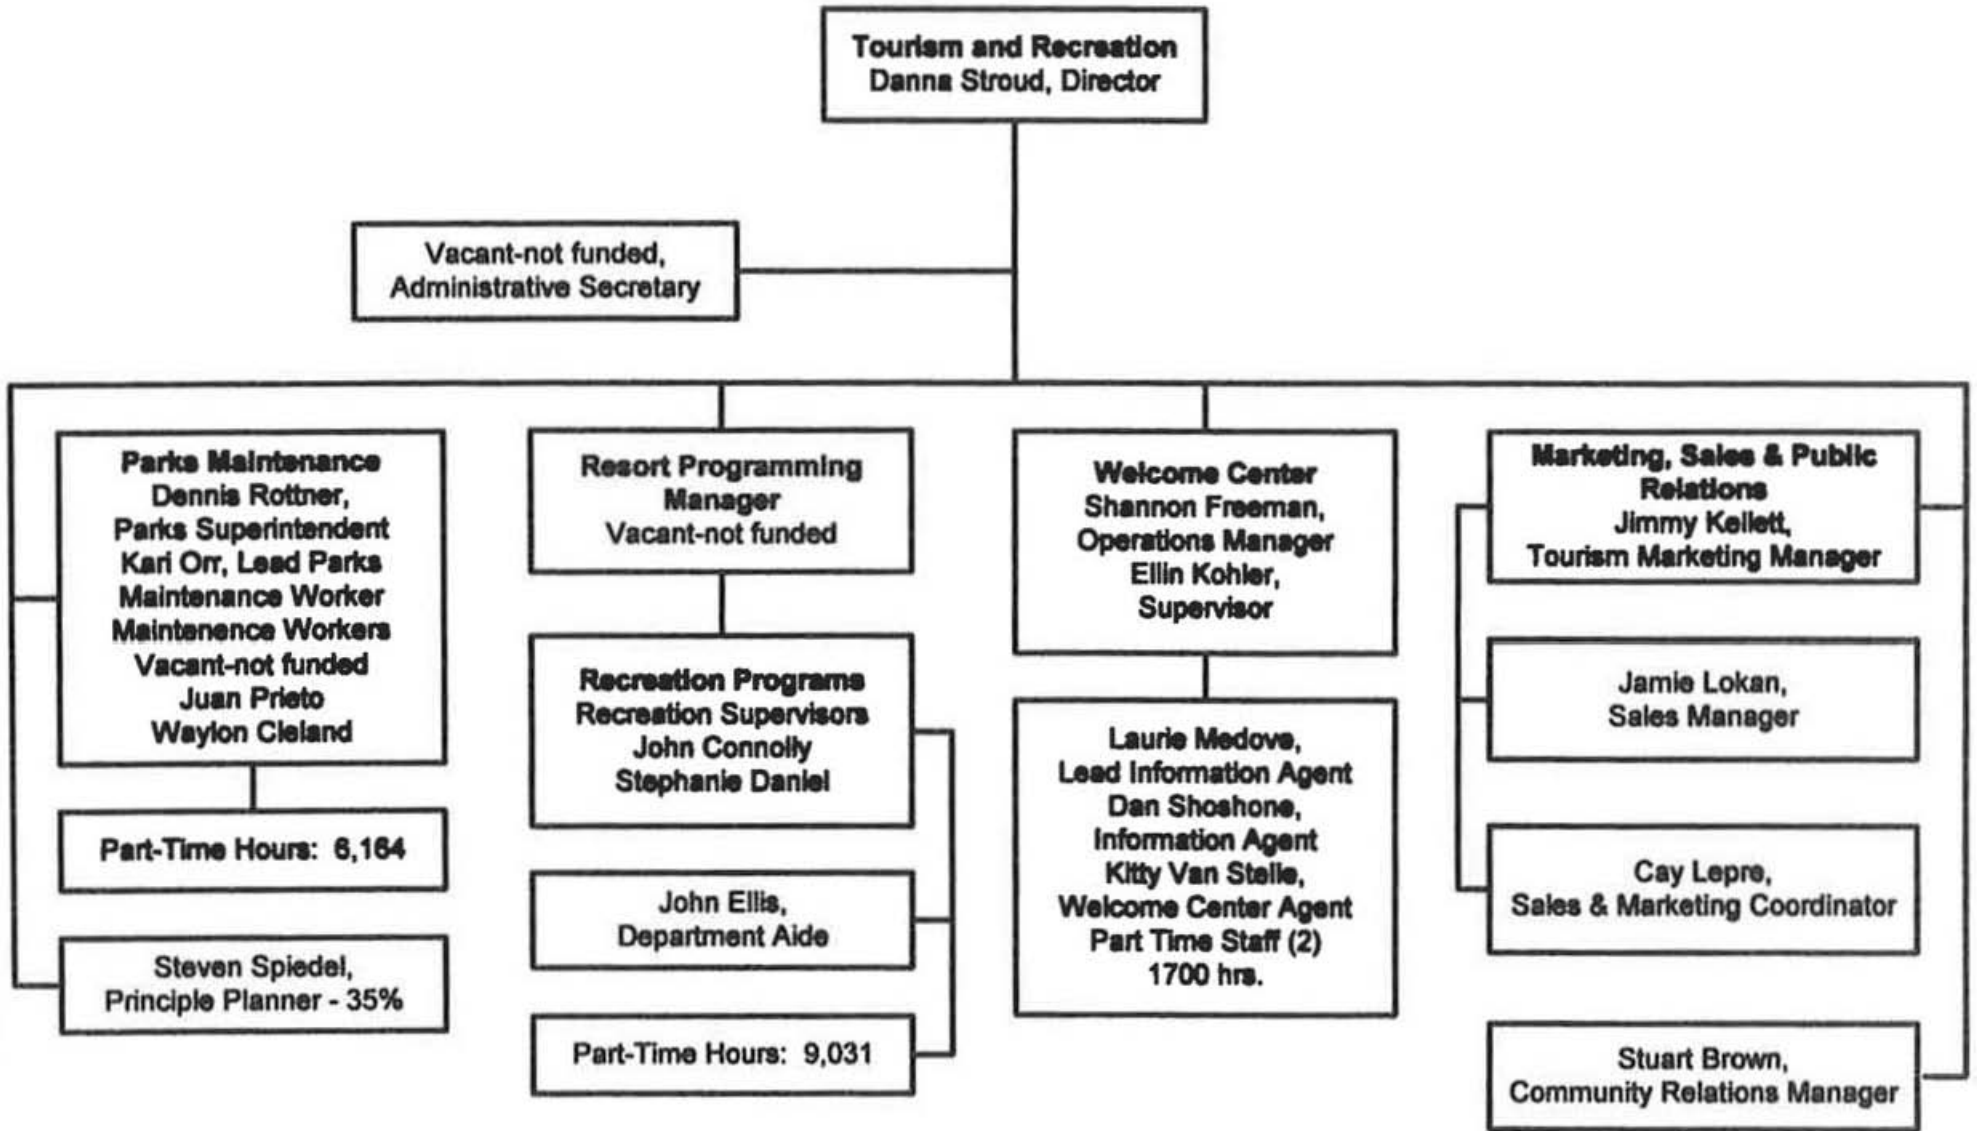 Tourism and Recreation
Danna Stroud, Director
Vacant-not funded,
Administrative Secretary
Parks Maintenance
Dennis Rottner,
Parks Superintendent
Kari Orr, Lead Parks
Maintenance Worker
Maintenence Workers
Vacant-not funded
Juan Prieto
Waylon Cleland
Part-Time Hours: 6,164
Steven Spiedel,
Principle Planner - 35%
Resort Programming
Manager
Vacant-not funded
Recreation Programs
Recreation Supervisors
John Connolly
Stephanie Daniel
John Ellis,
Department Aide
Part-Time Hours: 9,031
Welcome Center
Shannon Freeman,
Operations Manager
Ellin Kohler,
Supervisor
Laurie Medove,
Lead Information Agent
Dan Shoshone,
Information Agent
Kitty Van Stelle,
Welcome Center Agent
Part Time Staff (2)
1700 hrs.
Marketing, Sales & Public
Relations
Jimmy Kellett,
Tourism Marketing Manager
Jamie Lokan,
Sales Manager
Cay Lepre,
Sales & Marketing Coordinator
Stuart Brown,
Community Relations Manager